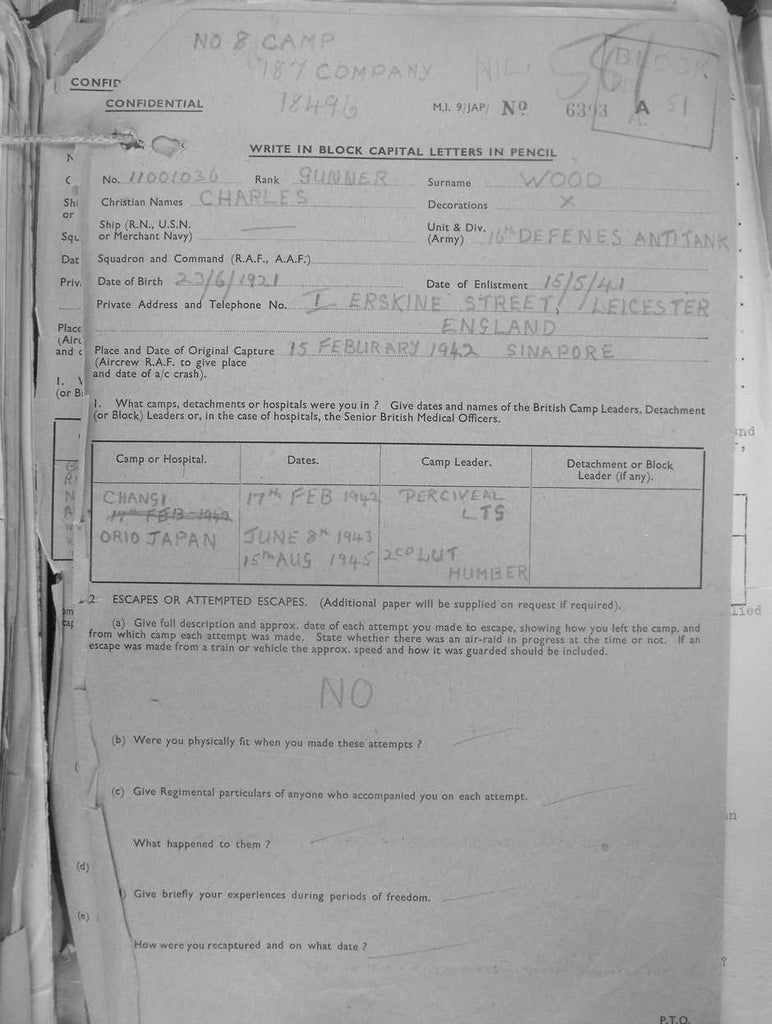 NO 8 CAMP
187 COMPANY NIL
18496
CONFID
CONFIDENTIAL
M.I. 9/JAP/ No 6393 A
BLOCK
51
WRITE IN BLOCK CAPITAL LETTERS IN PENCIL
No. 11001036 Rank GUNNER Surname WOOD
Christian Names CHARLES Decorations X
Ship (R.N., U.S.N. or Merchant Navy) —
Unit & Div. (Army) 16th DEFENES ANTITANK
Squadron and Command (R.A.F., A.A.F.)
Date of Birth 23/6/1921 Date of Enlistment 15/5/41
Private Address and Telephone No. I ERSKINE STREET, LEICESTER
ENGLAND
Place and Date of Original Capture 15 FEBURARY 1942 SINAPORE
(Aircrew R.A.F. to give place
and date of a/c crash).
1. What camps, detachments or hospitals were you in ? Give dates and names of the British Camp Leaders, Detachment
(or Block) Leaders or, in the case of hospitals, the Senior British Medical Officers.
Camp or Hospital. Dates. Camp Leader. Detachment or Block
Leader (if any).
CHANGI 17th FEB 1942 PERCIVEAL
17th FEB 1942 LTG
ORIO JAPAN JUNE 8th 1943
15th AUG 1945 2CD LUT
HUMBER
2. ESCAPES OR ATTEMPTED ESCAPES. (Additional paper will be supplied on request if required).
(a) Give full description and approx. date of each attempt you made to escape, showing how you left the camp, and
from which camp each attempt was made. State whether there was an air-raid in progress at the time or not. If an
escape was made from a train or vehicle the approx. speed and how it was guarded should be included.
NO
(b) Were you physically fit when you made these attempts ?
(c) Give Regimental particulars of anyone who accompanied you on each attempt.
What happened to them ?
(d)
) Give briefly your experiences during periods of freedom.
(e)
How were you recaptured and on what date ?
P.T.O.